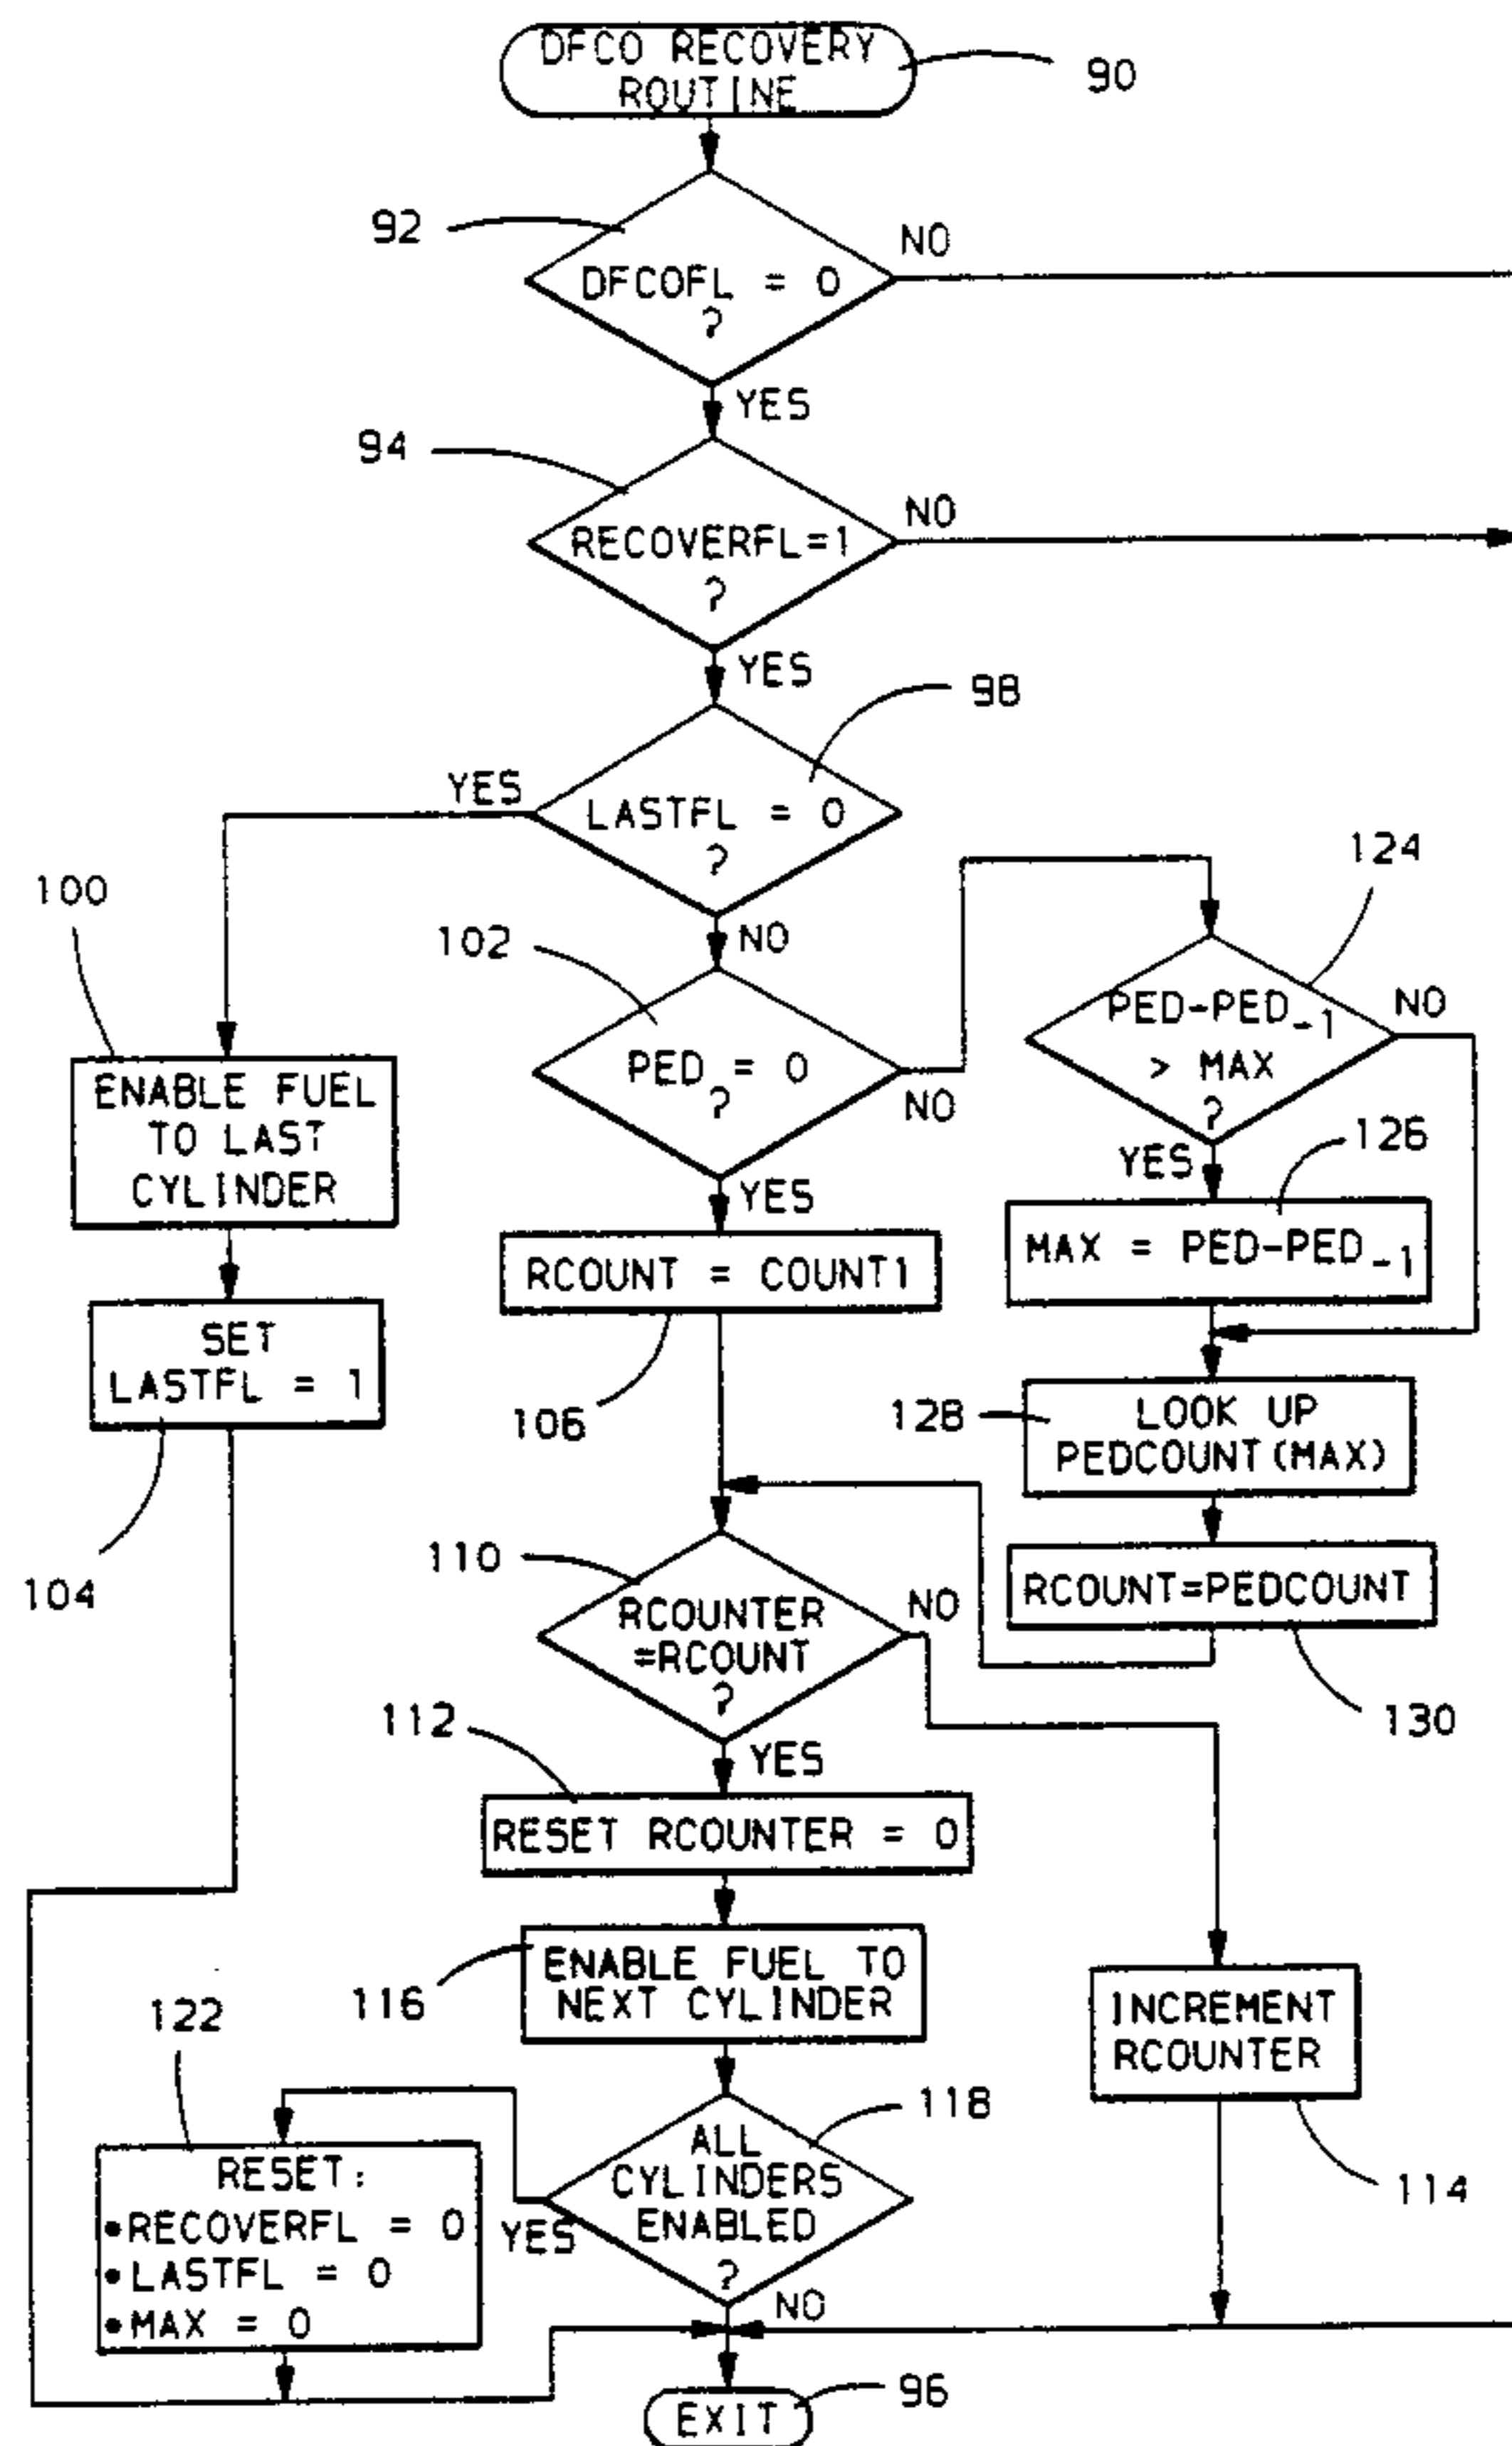 DFCO RECOVERY
ROUTINE
90
92
DFCOFL = 0
?
NO
YES
94
RECOVERFL=1
?
NO
YES
98
LASTFL = 0
?
YES
NO
100
ENABLE FUEL
TO LAST
CYLINDER
102
PED = 0
?
NO
YES
124
PED-PED-1
> MAX
?
NO
YES
126
MAX = PED-PED-1
RCOUNT = COUNT1
106
SET
LASTFL = 1
104
128
LOOK UP
PEDCOUNT(MAX)
RCOUNT=PEDCOUNT
130
110
RCOUNTER
=RCOUNT
?
NO
YES
112
RESET RCOUNTER = 0
116
ENABLE FUEL TO
NEXT CYLINDER
INCREMENT
RCOUNTER
114
118
ALL
CYLINDERS
ENABLED
?
YES
NO
122
RESET:
•RECOVERFL = 0
•LASTFL = 0
•MAX = 0
EXIT
96